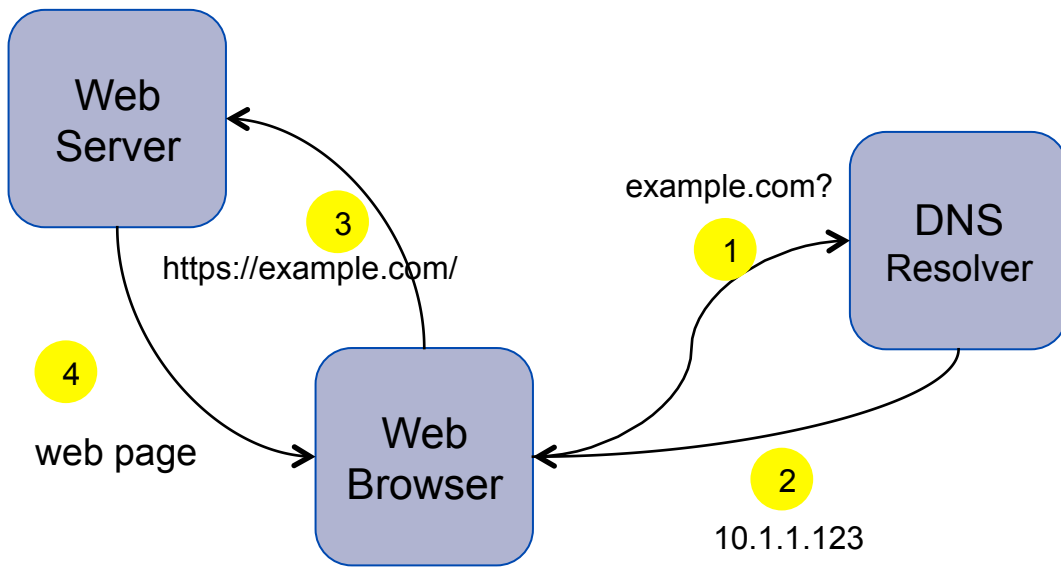 Web
Server
3
https://example.com/
4
web page
Web
Browser
example.com?
1
DNS
Resolver
2
10.1.1.123